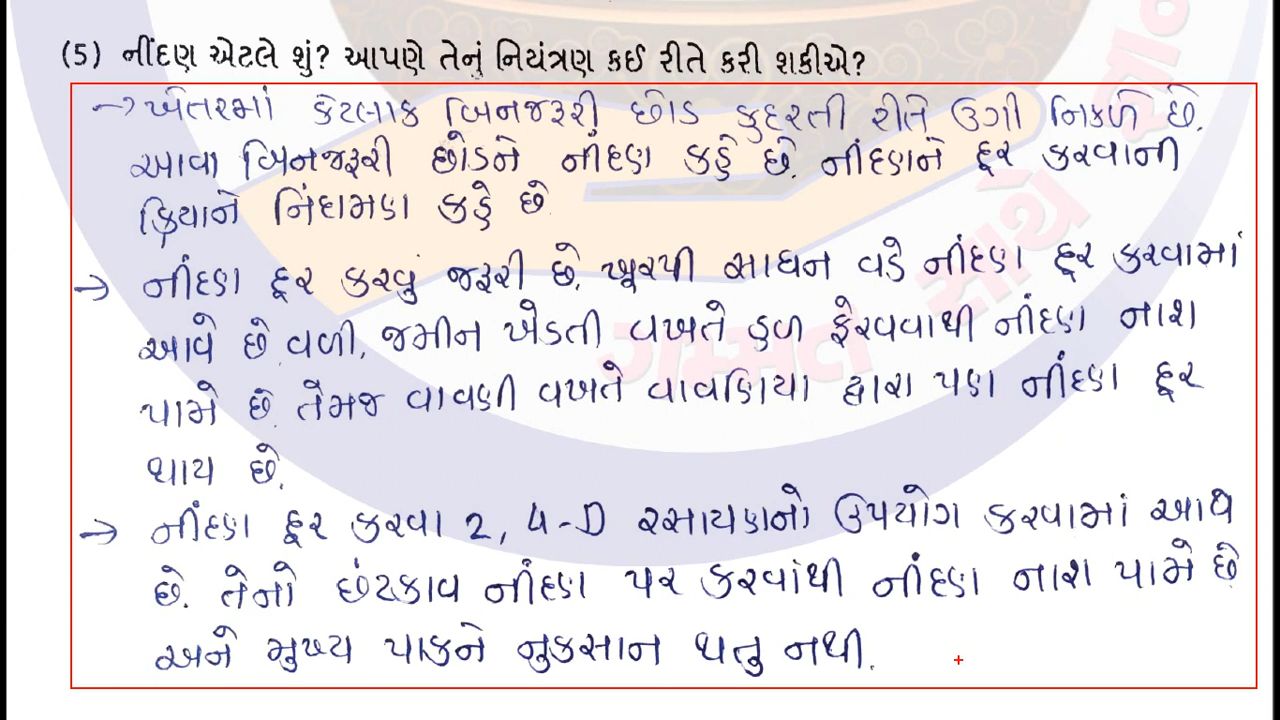 (5) નીંદણ એટલે શું? આપણે તેનું નિયંત્રણ કઈ રીતે કરી શકીએ?
→ ખેતરમાં કેટલાક બિનજરૂરી છોડ કુદરતી રીતે ઉગી નિકળે છે.
આવા બિનજરૂરી છોડને નીંદણ કહે છે. નીંદણને દૂર કરવાની
ક્રિયાને નિંદામણ કહે છે.
→ નીંદણ દૂર કરવું જરૂરી છે. ખૂરપી સાધન વડે નીંદણ દૂર કરવામાં
આવે છે. વળી, જમીન ખેડતી વખતે હળ ફેરવવાથી નીંદણ નાશ
પામે છે. તેમજ વાવણી વખતે વાવણિયા દ્વારા પણ નીંદણ દૂર
થાય છે.
→ નીંદણ દૂર કરવા 2, 4-D રસાયણનો ઉપયોગ કરવામાં આવે
છે. તેનો છંટકાવ નીંદણ પર કરવાંથી નીંદણ નાશ પામે છે
અને મુખ્ય પાકને નુકસાન થતુ નથી.
ગમ્મત સાથે જ્ઞાન